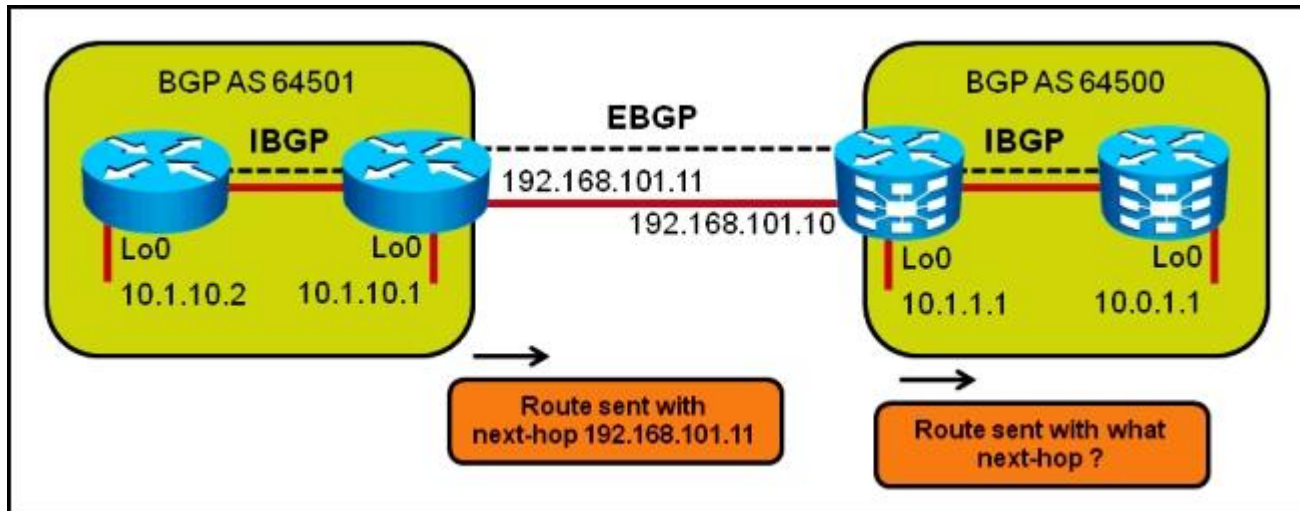 BGP AS 64501
IBGP
Lo0
10.1.10.2
Lo0
10.1.10.1
EBGP
192.168.101.11
192.168.101.10
BGP AS 64500
IBGP
Lo0
10.1.1.1
Lo0
10.0.1.1
Route sent with
next-hop 192.168.101.11
Route sent with what
next-hop ?